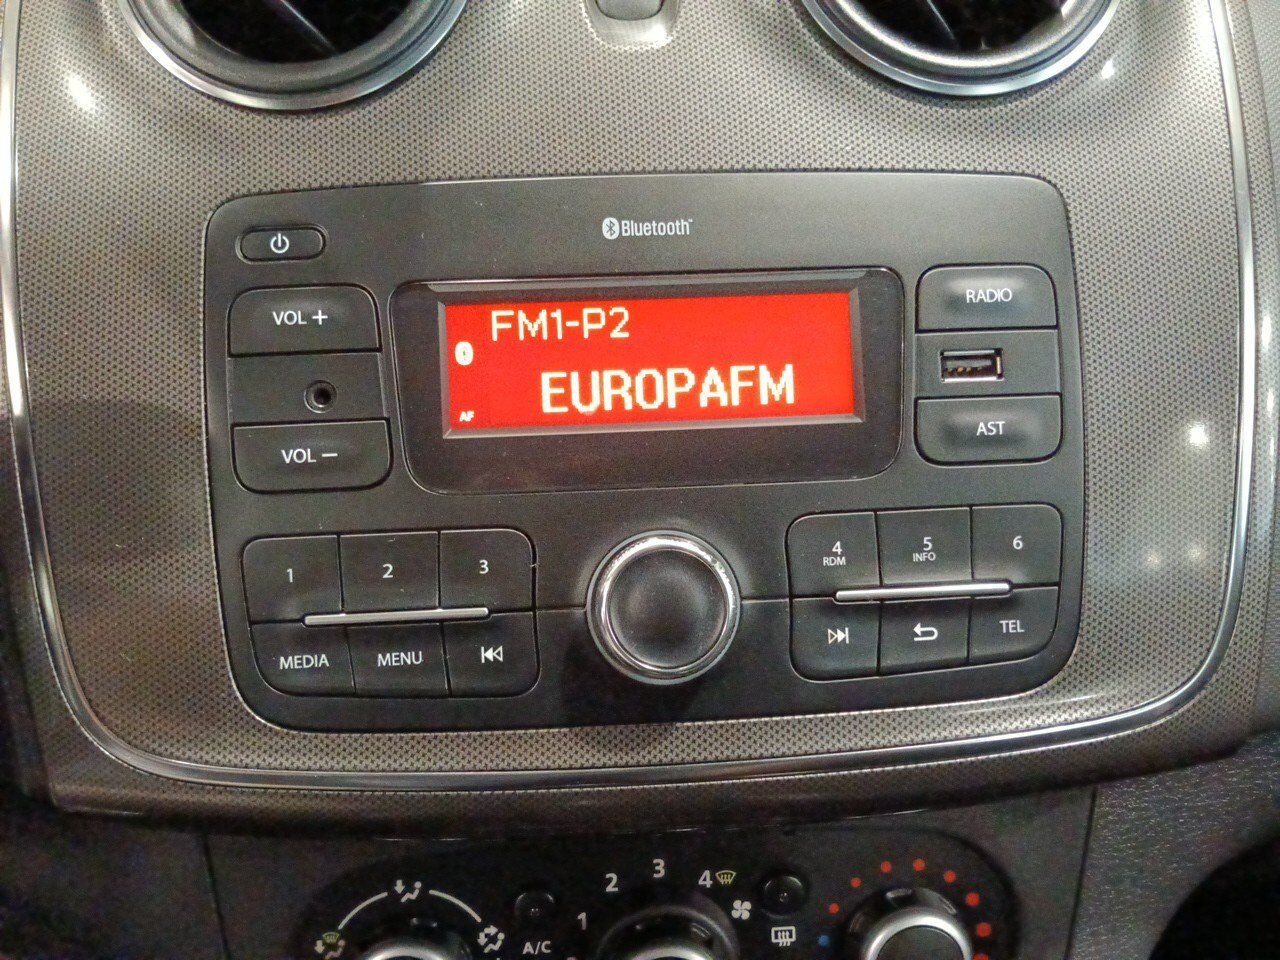 Bluetooth
VOL +
RADIO
FM1-P2
EUROPAFM
AF
VOL −
AST
1
2
3
4
RDM
5
INFO
6
MEDIA
MENU
TEL
1
2
3
4
A/C